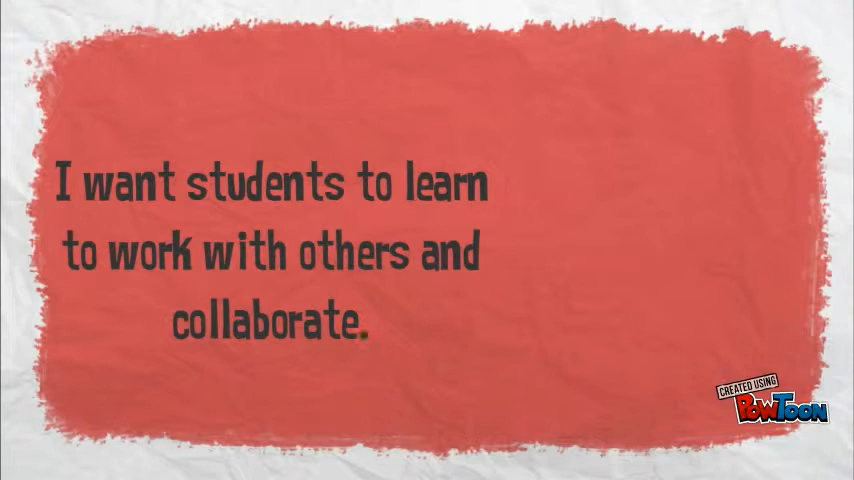 I want students to learn
to work with others and
collaborate.
CREATED USING
POWTOON